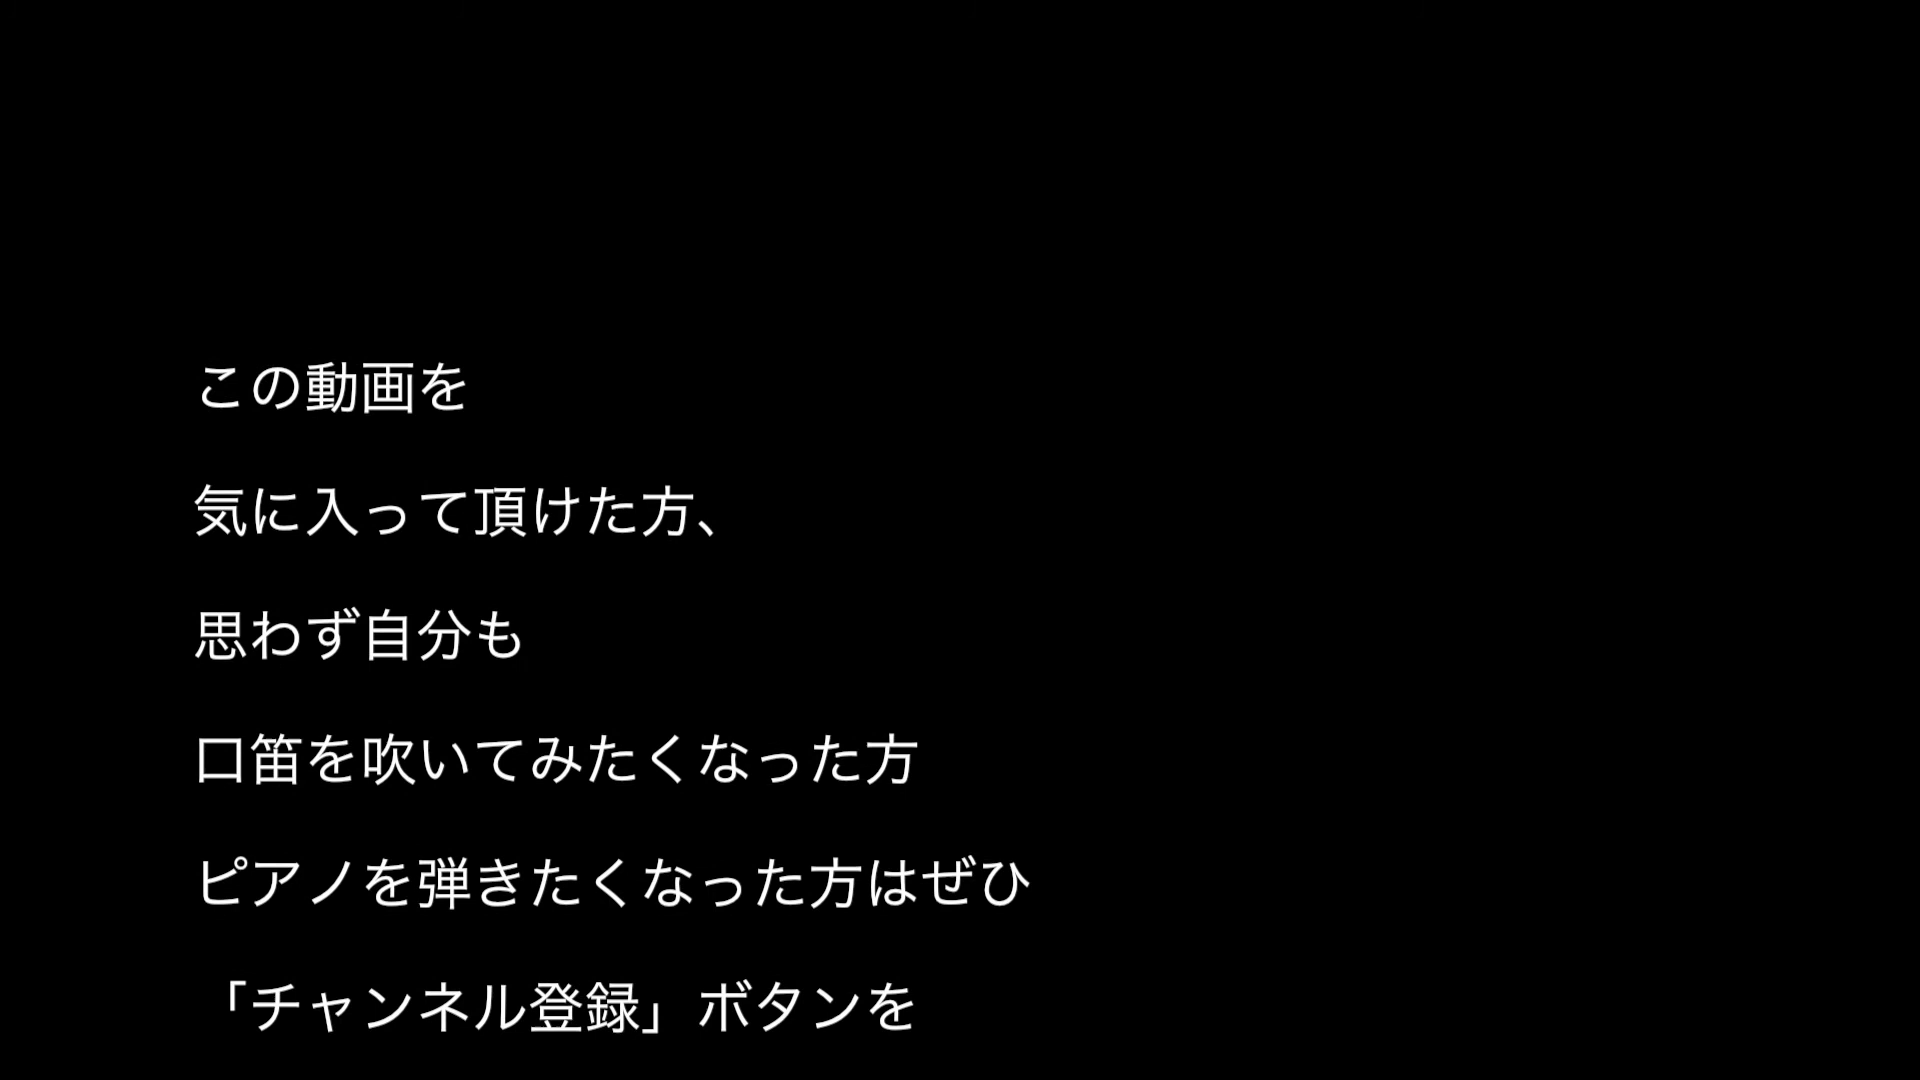 この動画を
気に入って頂けた方、
思わず自分も
口笛を吹いてみたくなった方
ピアノを弾きたくなった方はぜひ
「チャンネル登録」ボタンを